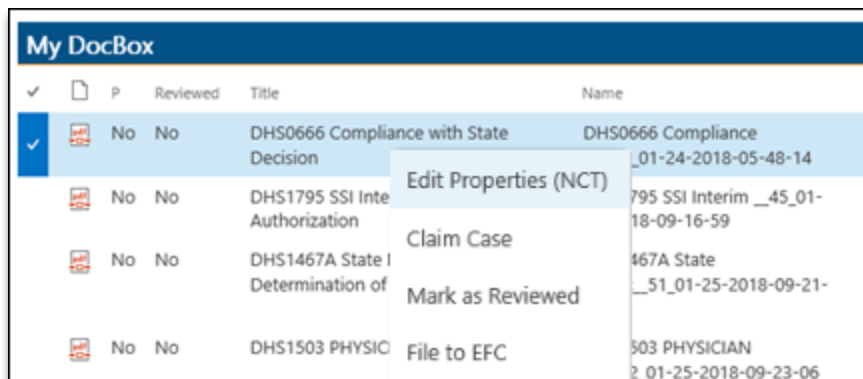 My DocBox
P Reviewed Title Name
No No DHS0666 Compliance with State DHS0666 Compliance
Decision _01-24-2018-05-48-14
Edit Properties (NCT)
No No DHS1795 SSI Inte 795 SSI Interim __45_01-
Authorization 18-09-16-59
Claim Case
No No DHS1467A State 467A State
Determination of _51_01-25-2018-09-21-
Mark as Reviewed
No No DHS1503 PHYSIC 503 PHYSICIAN
File to EFC
2_01-25-2018-09-23-06